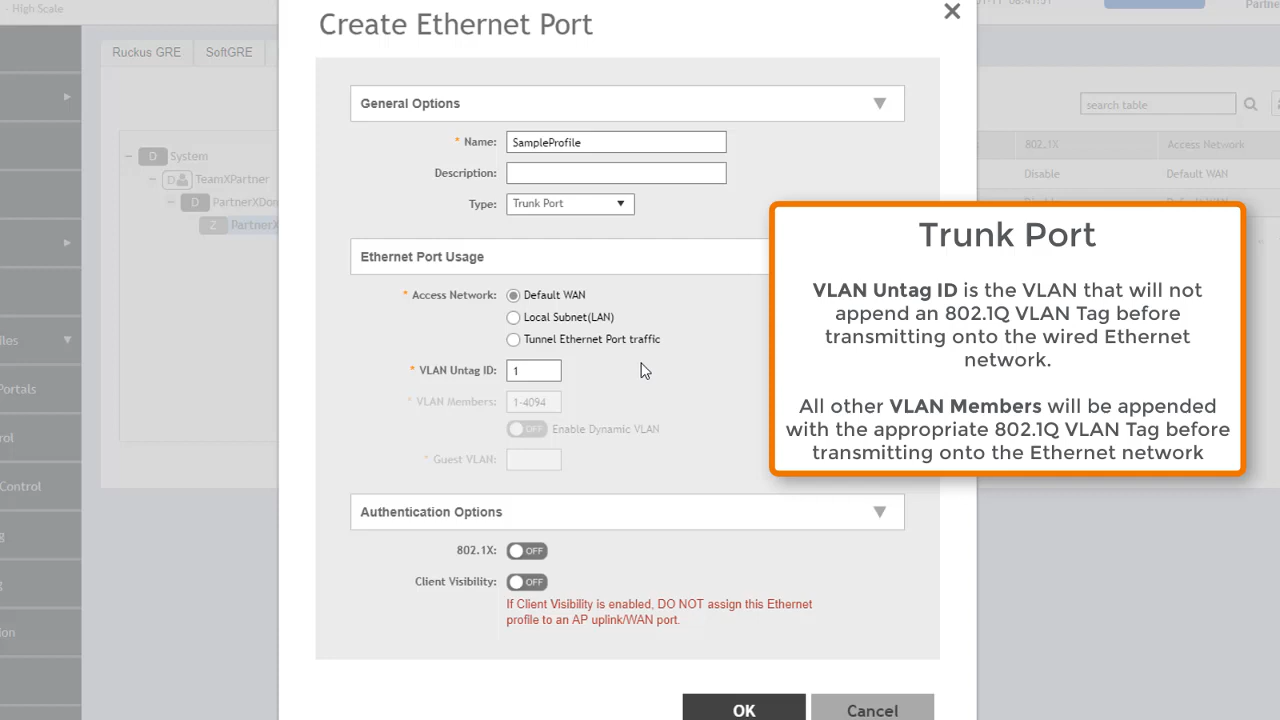 - High Scale
Create Ethernet Port
Ruckus GRE
SoftGRE
General Options
search table
* Name: SampleProfile
802.1X
Access Network
D System
Disable
Default WAN
Description:
D TeamXPartner
Type: Trunk Port
D PartnerXDon
Z PartnerX
Trunk Port
Ethernet Port Usage
VLAN Untag ID is the VLAN that will not
append an 802.1Q VLAN Tag before
transmitting onto the wired Ethernet
network.
All other VLAN Members will be appended
with the appropriate 802.1Q VLAN Tag before
transmitting onto the Ethernet network
* Access Network: Default WAN
Local Subnet(LAN)
Tunnel Ethernet Port traffic
* VLAN Untag ID: 1
* VLAN Members: 1-4094
OFF Enable Dynamic VLAN
* Guest VLAN:
Portals
Control
Authentication Options
802.1X: OFF
Client Visibility: OFF
If Client Visibility is enabled, DO NOT assign this Ethernet
profile to an AP uplink/WAN port.
OK
Cancel